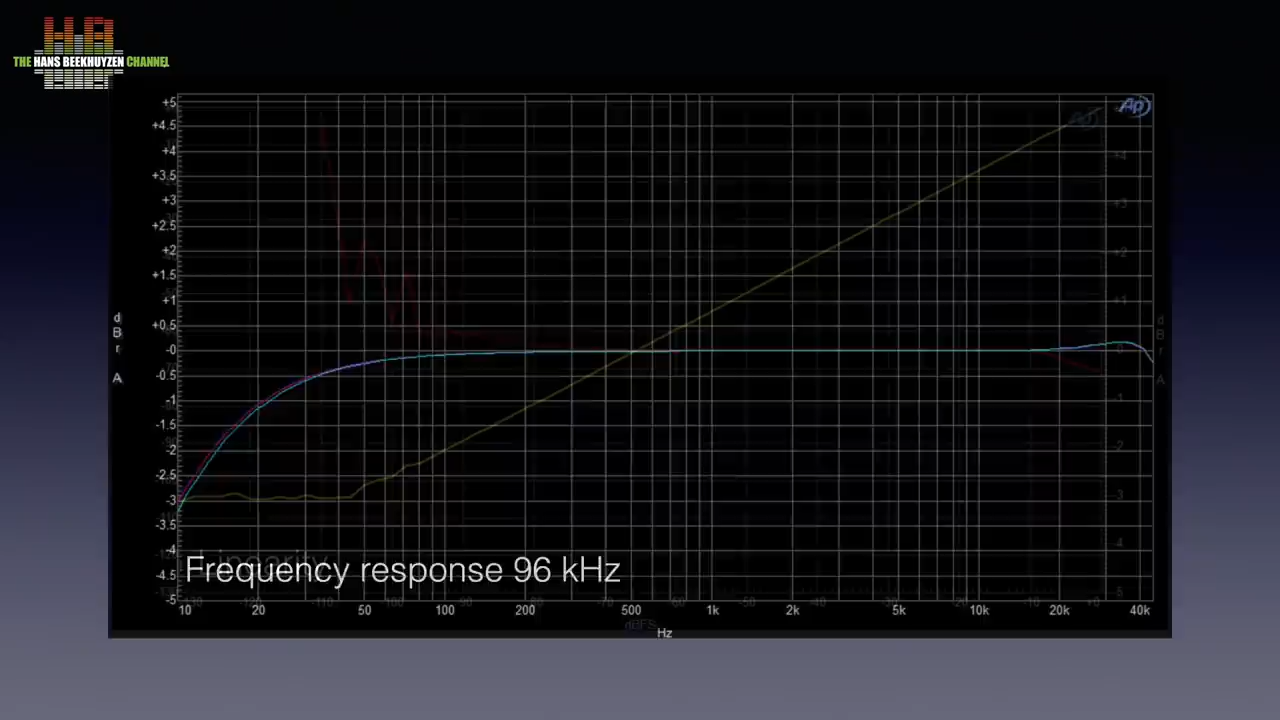 THE HANS BEEKHUYZEN CHANNEL
Ap
+5
+4.5
+4
+3.5
+3
+2.5
+2
+1.5
+1
+0.5
-0
-0.5
-1
-1.5
-2
-2.5
-3
-3.5
-4
-4.5
-5
d
B
r
A
Linearity
Frequency response 96 kHz
10 20 50 100 200 500 1k 2k 5k 10k 20k 40k
dBFS
Hz